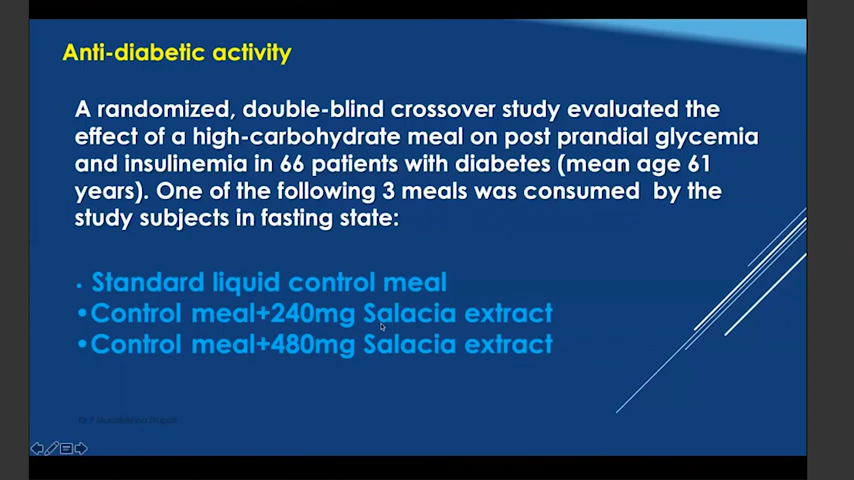 Anti-diabetic activity
A randomized, double-blind crossover study evaluated the
effect of a high-carbohydrate meal on post prandial glycemia
and insulinemia in 66 patients with diabetes (mean age 61
years). One of the following 3 meals was consumed by the
study subjects in fasting state:
• Standard liquid control meal
•Control meal+240mg Salacia extract
•Control meal+480mg Salacia extract